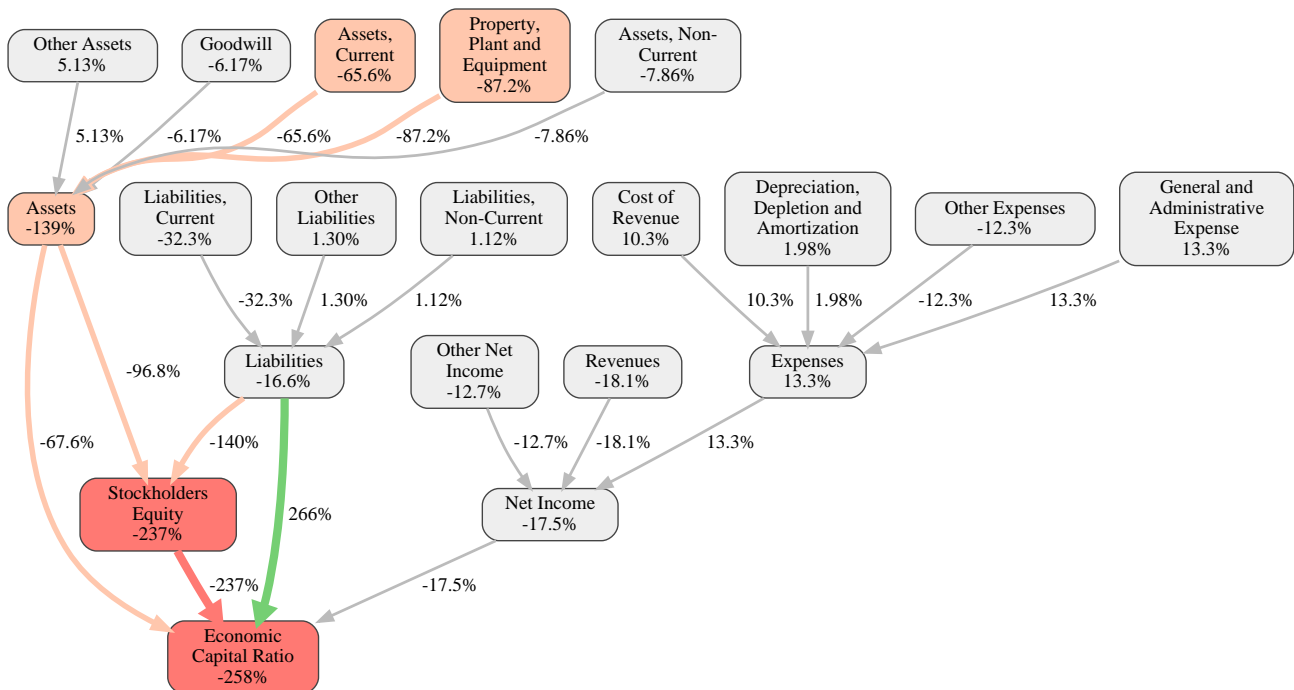 Other Assets
5.13%
Goodwill
-6.17%
Assets,
Current
-65.6%
Property,
Plant and
Equipment
-87.2%
Assets, Non-
Current
-7.86%
5.13%
-6.17%
-65.6%
-87.2%
-7.86%
Assets
-139%
Liabilities,
Current
-32.3%
Other
Liabilities
1.30%
Liabilities,
Non-Current
1.12%
Cost of
Revenue
10.3%
Depreciation,
Depletion and
Amortization
1.98%
Other Expenses
-12.3%
General and
Administrative
Expense
13.3%
-32.3%
1.30%
1.12%
10.3%
1.98%
-12.3%
13.3%
Liabilities
-16.6%
Other Net
Income
-12.7%
Revenues
-18.1%
Expenses
13.3%
-96.8%
-67.6%
-140%
-12.7%
-18.1%
13.3%
Stockholders
Equity
-237%
266%
Net Income
-17.5%
-237%
-17.5%
Economic
Capital Ratio
-258%